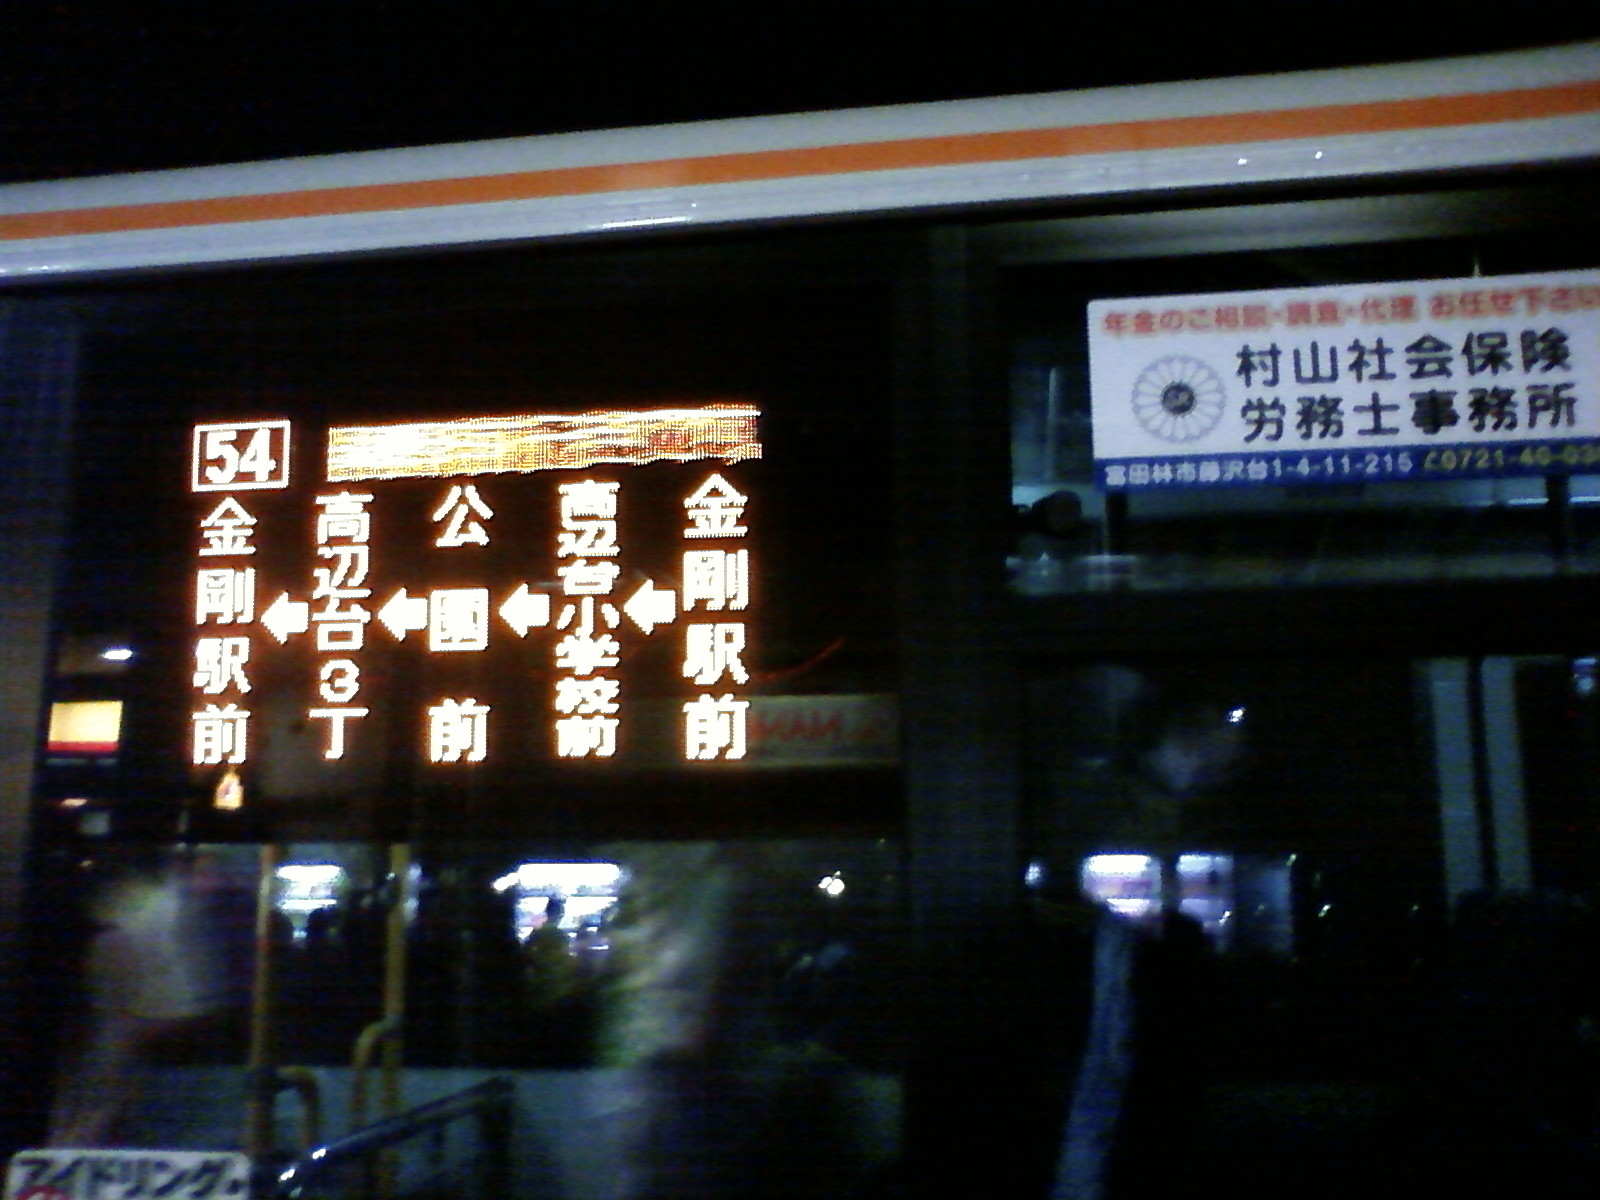 54
金剛駅前
高辺台小学校前
公園前
高辺台3丁
金剛駅前
年金のご相談・調査・代理 お任せ下さい
村山社会保険
労務士事務所
富田林市藤沢台1-4-11-215
0721-40-03
アイドリング